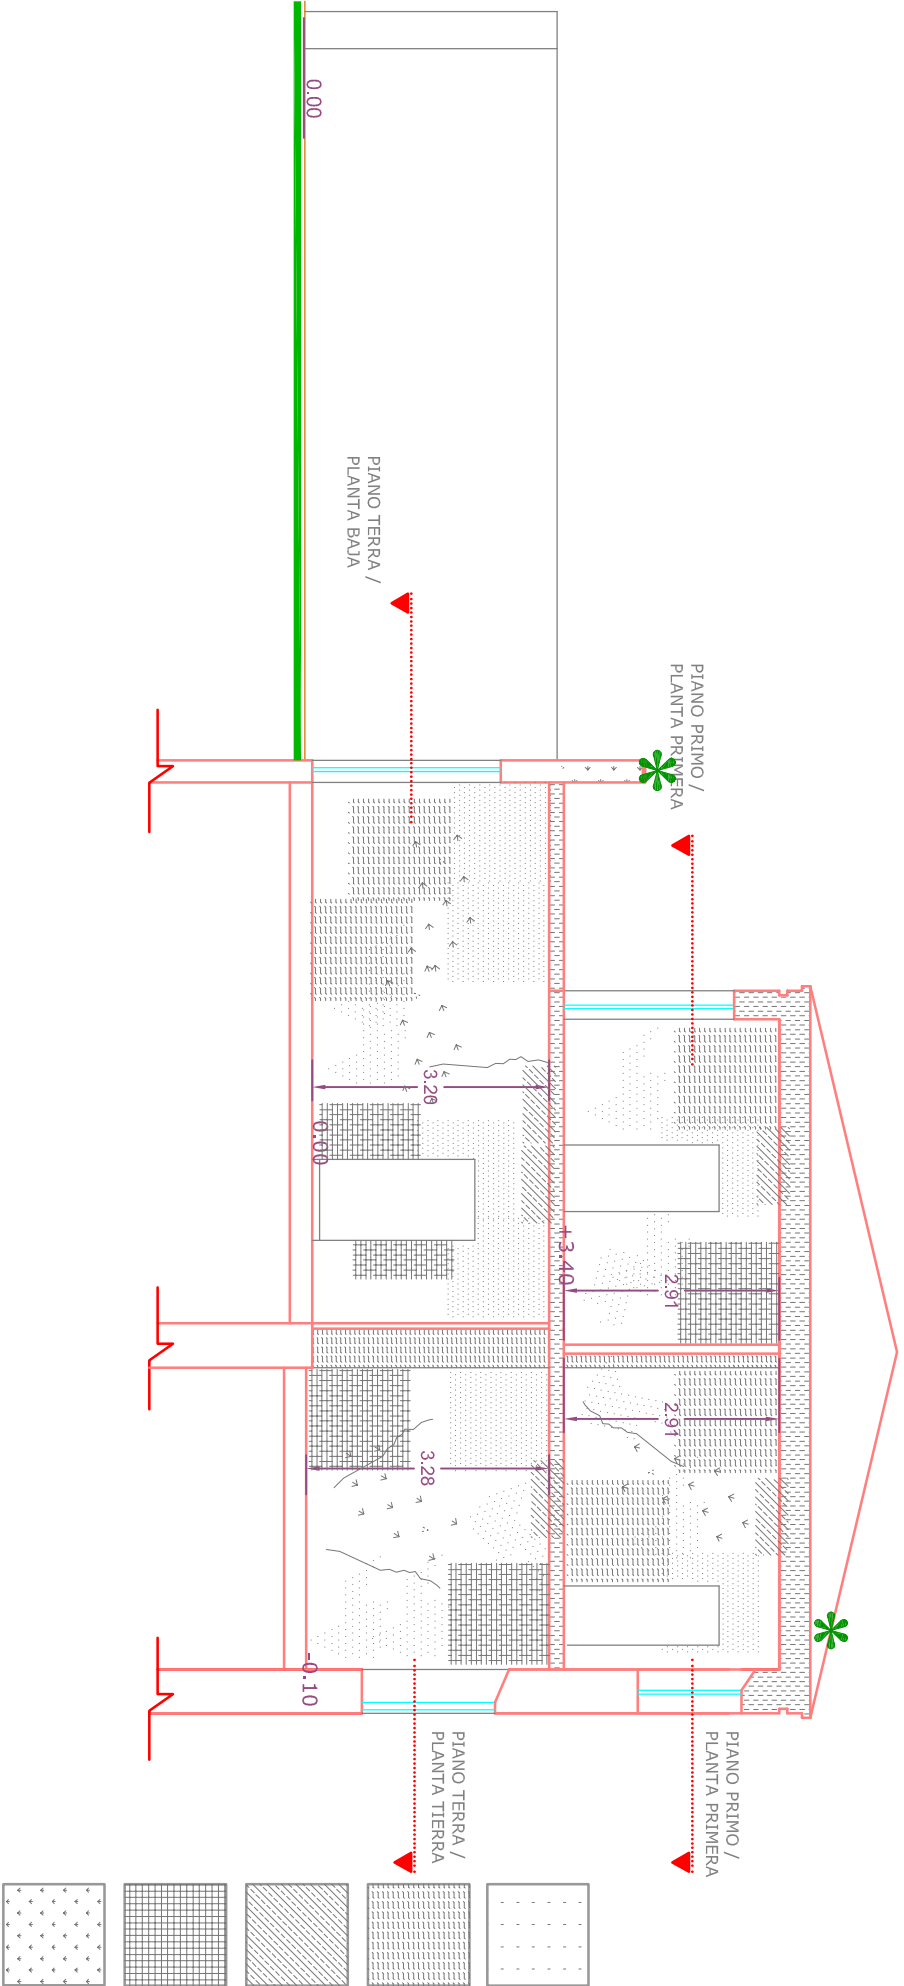 PIANO PRIMO /
PLANTA PRIMERA
PIANO PRIMO /
PLANTA PRIMERA
2.91
2.91
+3.40
PIANO TERRA /
PLANTA BAJA
3.20
3.28
PIANO TERRA /
PLANTA TIERRA
0.00
0.00
-0.10